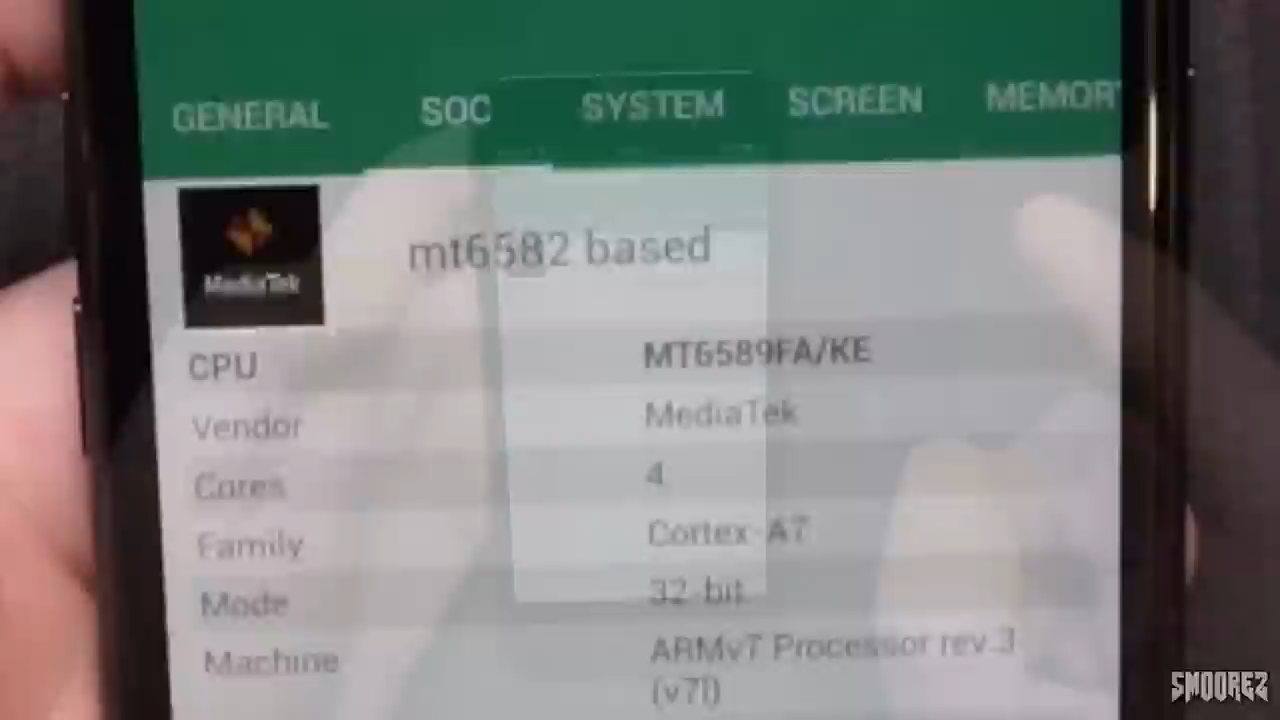 GENERAL SOC SYSTEM SCREEN MEMOR
MediaTek
mt6582 based
CPU MT6589FA/KE
Vendor MediaTek
Cores 4
Family Cortex-A7
Mode 32-bit
Machine ARMv7 Processor rev.3
(v7l)
SMOOREZ